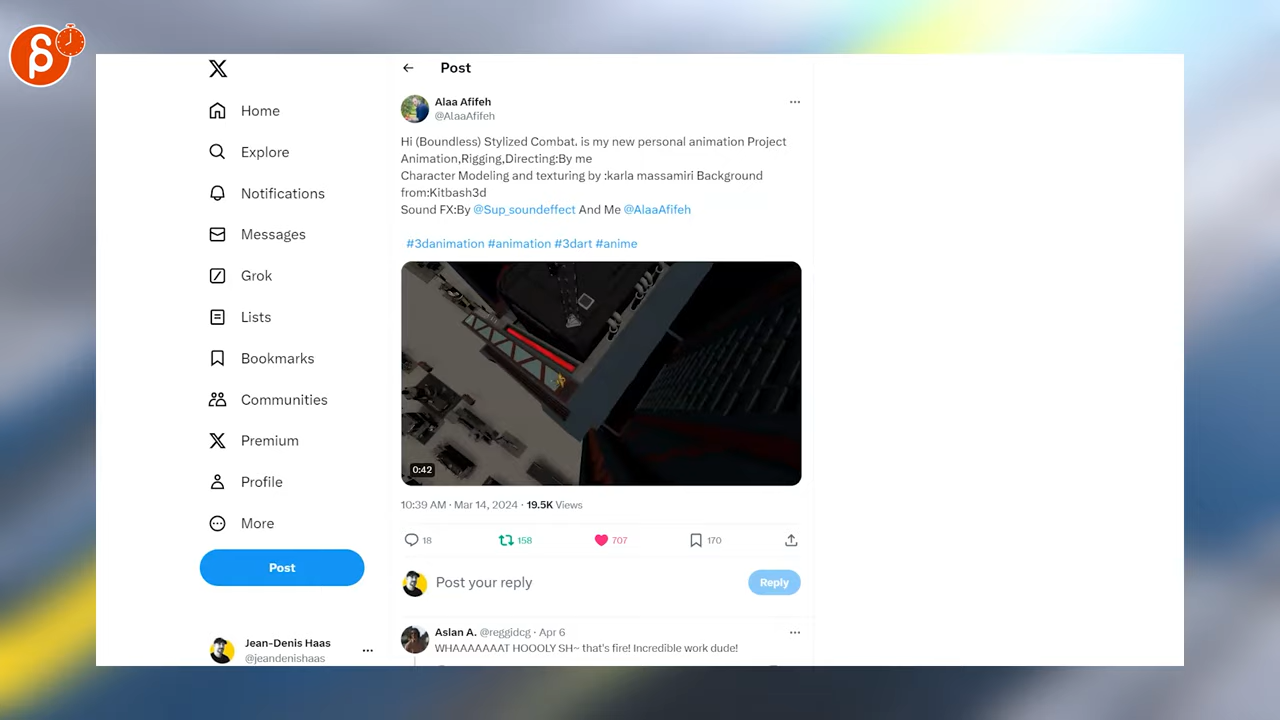 Post
Home
Explore
Notifications
Messages
Grok
Lists
Bookmarks
Communities
Premium
Profile
More
Post
Jean-Denis Haas
@jeandenishaas
Alaa Afifeh
@AlaaAfifeh
Hi (Boundless) Stylized Combat. is my new personal animation Project
Animation,Rigging,Directing:By me
Character Modeling and texturing by :karla massamiri Background
from:Kitbash3d
Sound FX:By @Sup_soundeffect And Me @AlaaAfifeh
#3danimation #animation #3dart #anime
0:42
10:39 AM · Mar 14, 2024 · 19.5K Views
18 158 707 170
Post your reply Reply
Aslan A. @reggidcg · Apr 6
WHAAAAAAAT HOOOLY SH~ that's fire! Incredible work dude!